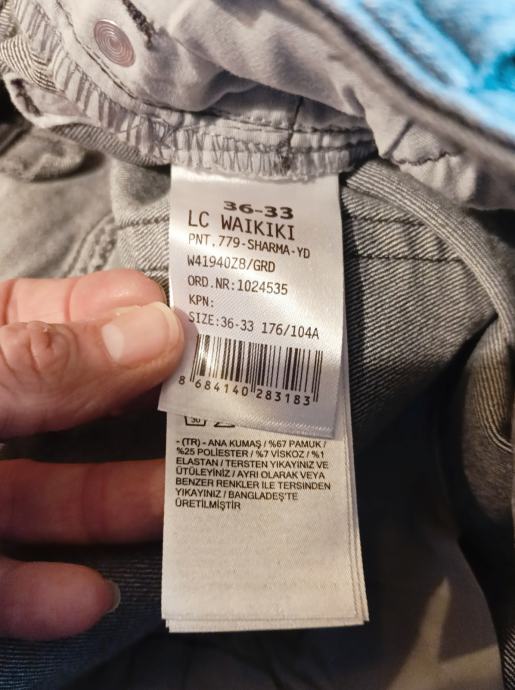 36-33
LC WAIKIKI
PNT.779-SHARMA-YD
W41940Z8/GRD
ORD.NR:1024535
KPN:
SIZE:36-33 176/104A
8 684140 283183
30
- (TR) - ANA KUMAŞ / %67 PAMUK /
%25 POLİESTER / %7 VİSKOZ / %1
ELASTAN / TERSTEN YIKAYINIZ VE
ÜTÜLEYİNİZ / AYRI OLARAK VEYA
BENZER RENKLER İLE TERSİNDEN
YIKAYINIZ / BANGLADEŞ'TE
ÜRETİLMİŞTİR